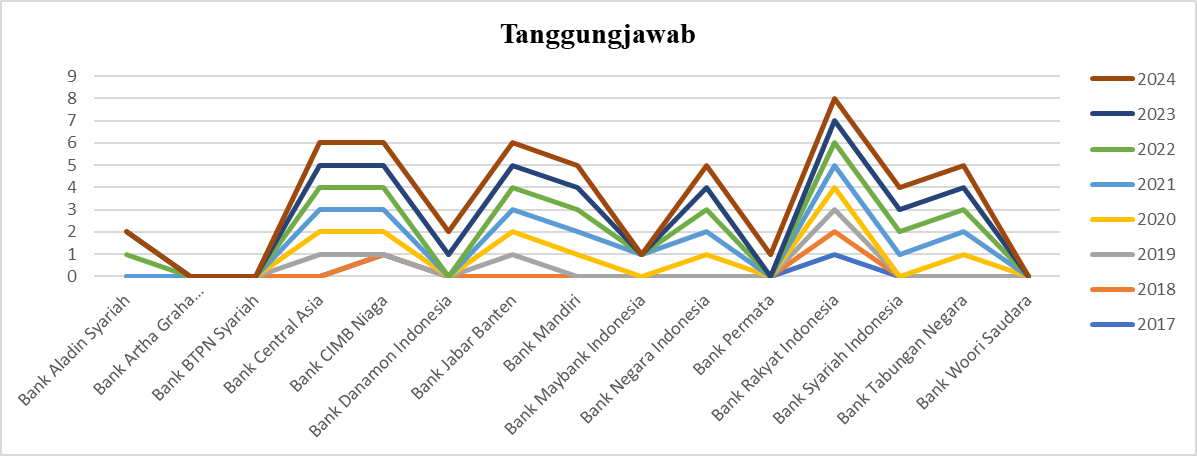 Tanggungjawab
9
8
7
6
5
4
3
2
1
0
Bank Aladin Syariah
Bank Artha Graha...
Bank BTPN Syariah
Bank Central Asia
Bank CIMB Niaga
Bank Danamon Indonesia
Bank Jabar Banten
Bank Mandiri
Bank Maybank Indonesia
Bank Negara Indonesia
Bank Permata
Bank Rakyat Indonesia
Bank Syariah Indonesia
Bank Tabungan Negara
Bank Woori Saudara
2024
2023
2022
2021
2020
2019
2018
2017